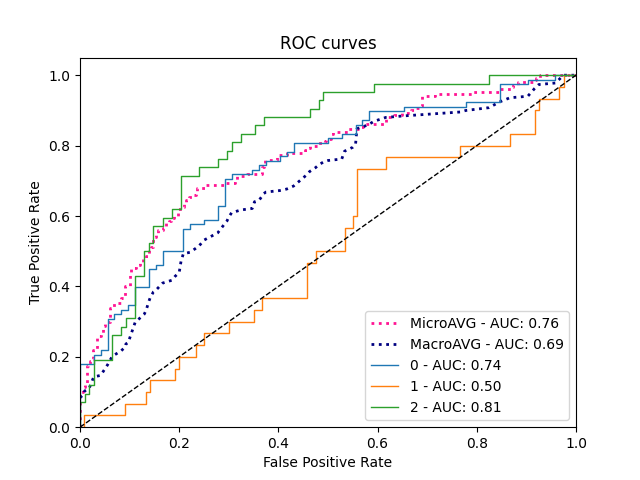 ROC curves
True Positive Rate
1.0
0.8
0.6
0.4
0.2
0.0
MicroAVG - AUC: 0.76
MacroAVG - AUC: 0.69
0 - AUC: 0.74
1 - AUC: 0.50
2 - AUC: 0.81
0.0 0.2 0.4 0.6 0.8 1.0
False Positive Rate